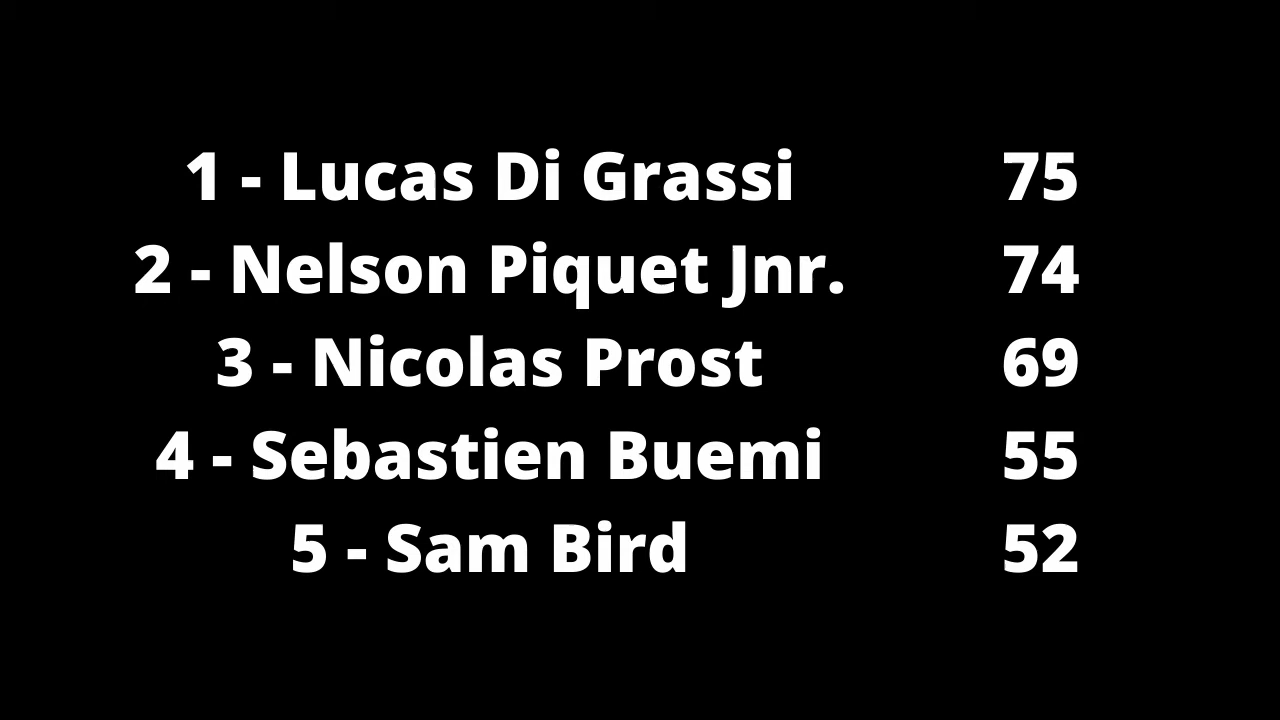 1 - Lucas Di Grassi 75
2 - Nelson Piquet Jnr. 74
3 - Nicolas Prost 69
4 - Sebastien Buemi 55
5 - Sam Bird 52